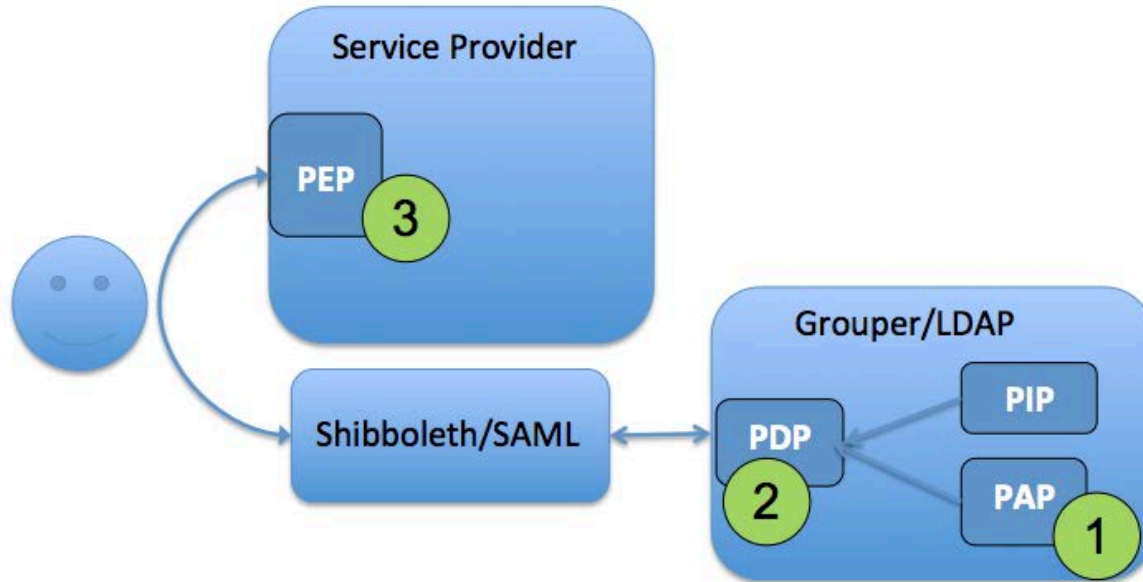 Service Provider
PEP
3
Grouper/LDAP
Shibboleth/SAML
PDP
2
PIP
PAP
1